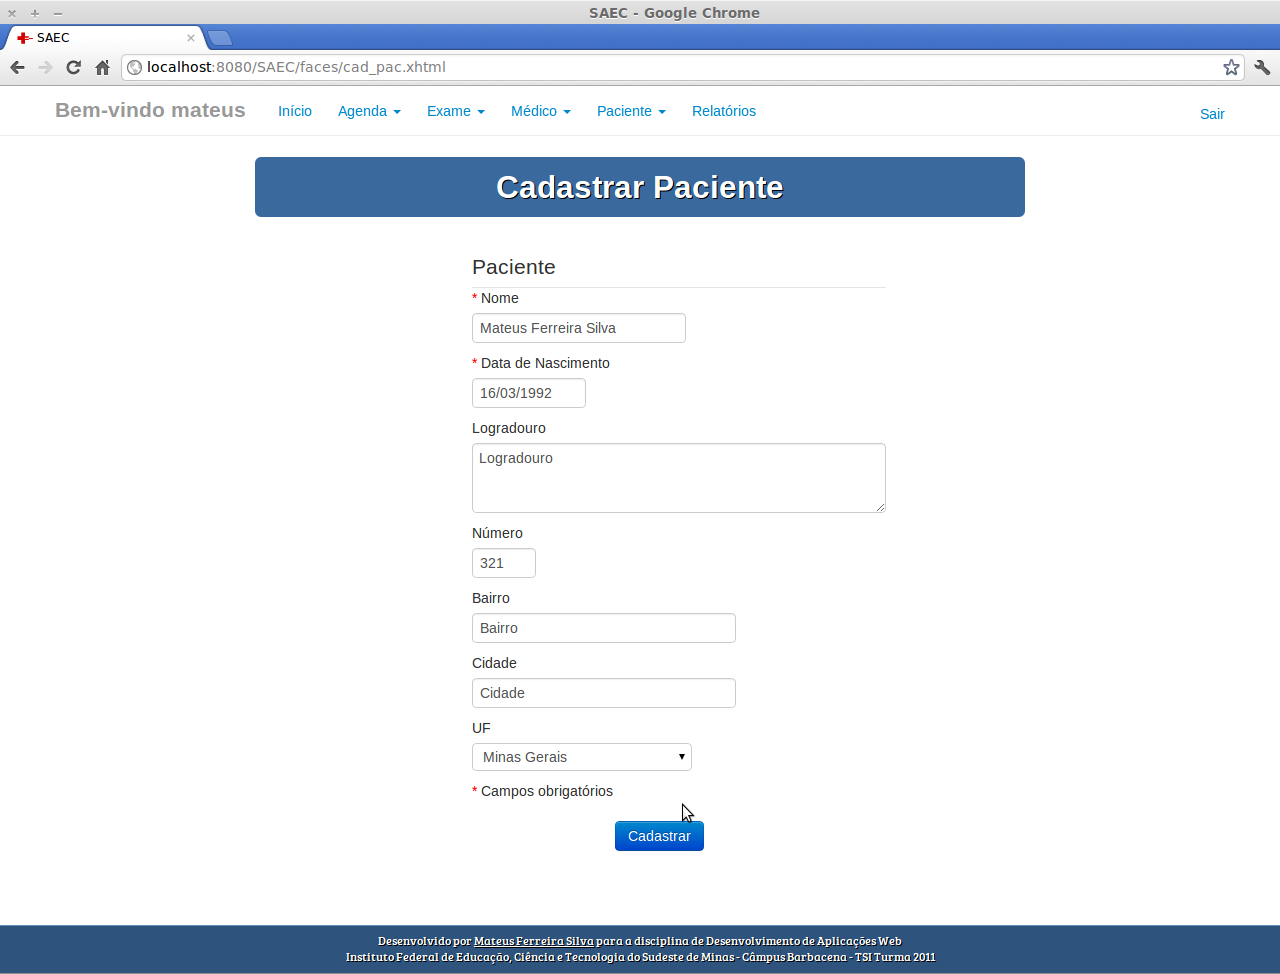 SAEC - Google Chrome
SAEC
localhost:8080/SAEC/faces/cad_pac.xhtml
Bem-vindo mateus Início Agenda Exame Médico Paciente Relatórios Sair
Cadastrar Paciente
Paciente
* Nome
Mateus Ferreira Silva
* Data de Nascimento
16/03/1992
Logradouro
Logradouro
Número
321
Bairro
Bairro
Cidade
Cidade
UF
Minas Gerais
* Campos obrigatórios
Cadastrar
Desenvolvido por Mateus Ferreira Silva para a disciplina de Desenvolvimento de Aplicações Web
Instituto Federal de Educação, Ciência e Tecnologia do Sudeste de Minas - Câmpus Barbacena - TSI Turma 2011